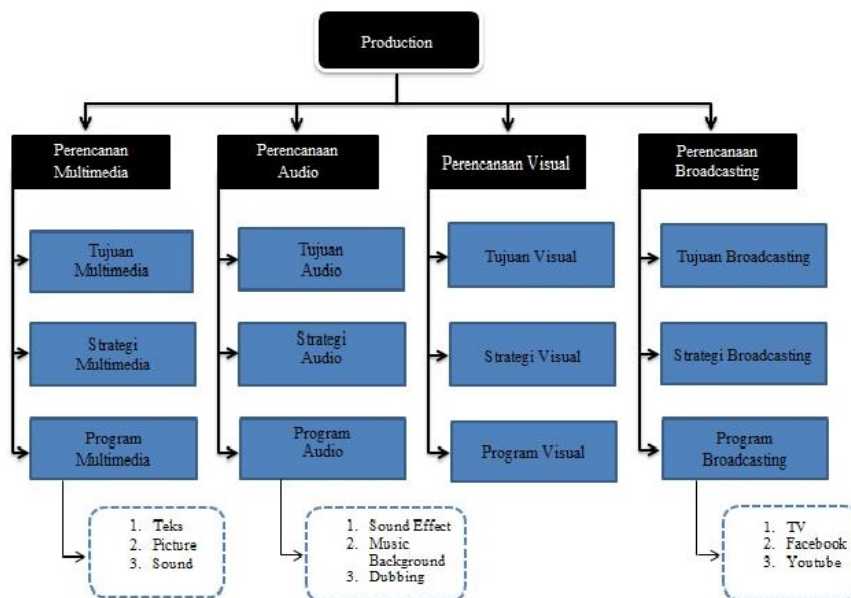 Production
Perencanan
Multimedia
Tujuan
Multimedia
Strategi
Multimedia
Program
Multimedia
1. Teks
2. Picture
3. Sound
Perencanaan
Audio
Tujuan
Audio
Strategi
Audio
Program
Audio
1. Sound Effect
2. Music
Background
3. Dubbing
Perencanaan Visual
Tujuan Visual
Strategi Visual
Program Visual
Perencanaan
Broadcasting
Tujuan Broadcasting
Strategi Broadcasting
Program
Broadcasting
1. TV
2. Facebook
3. Youtube